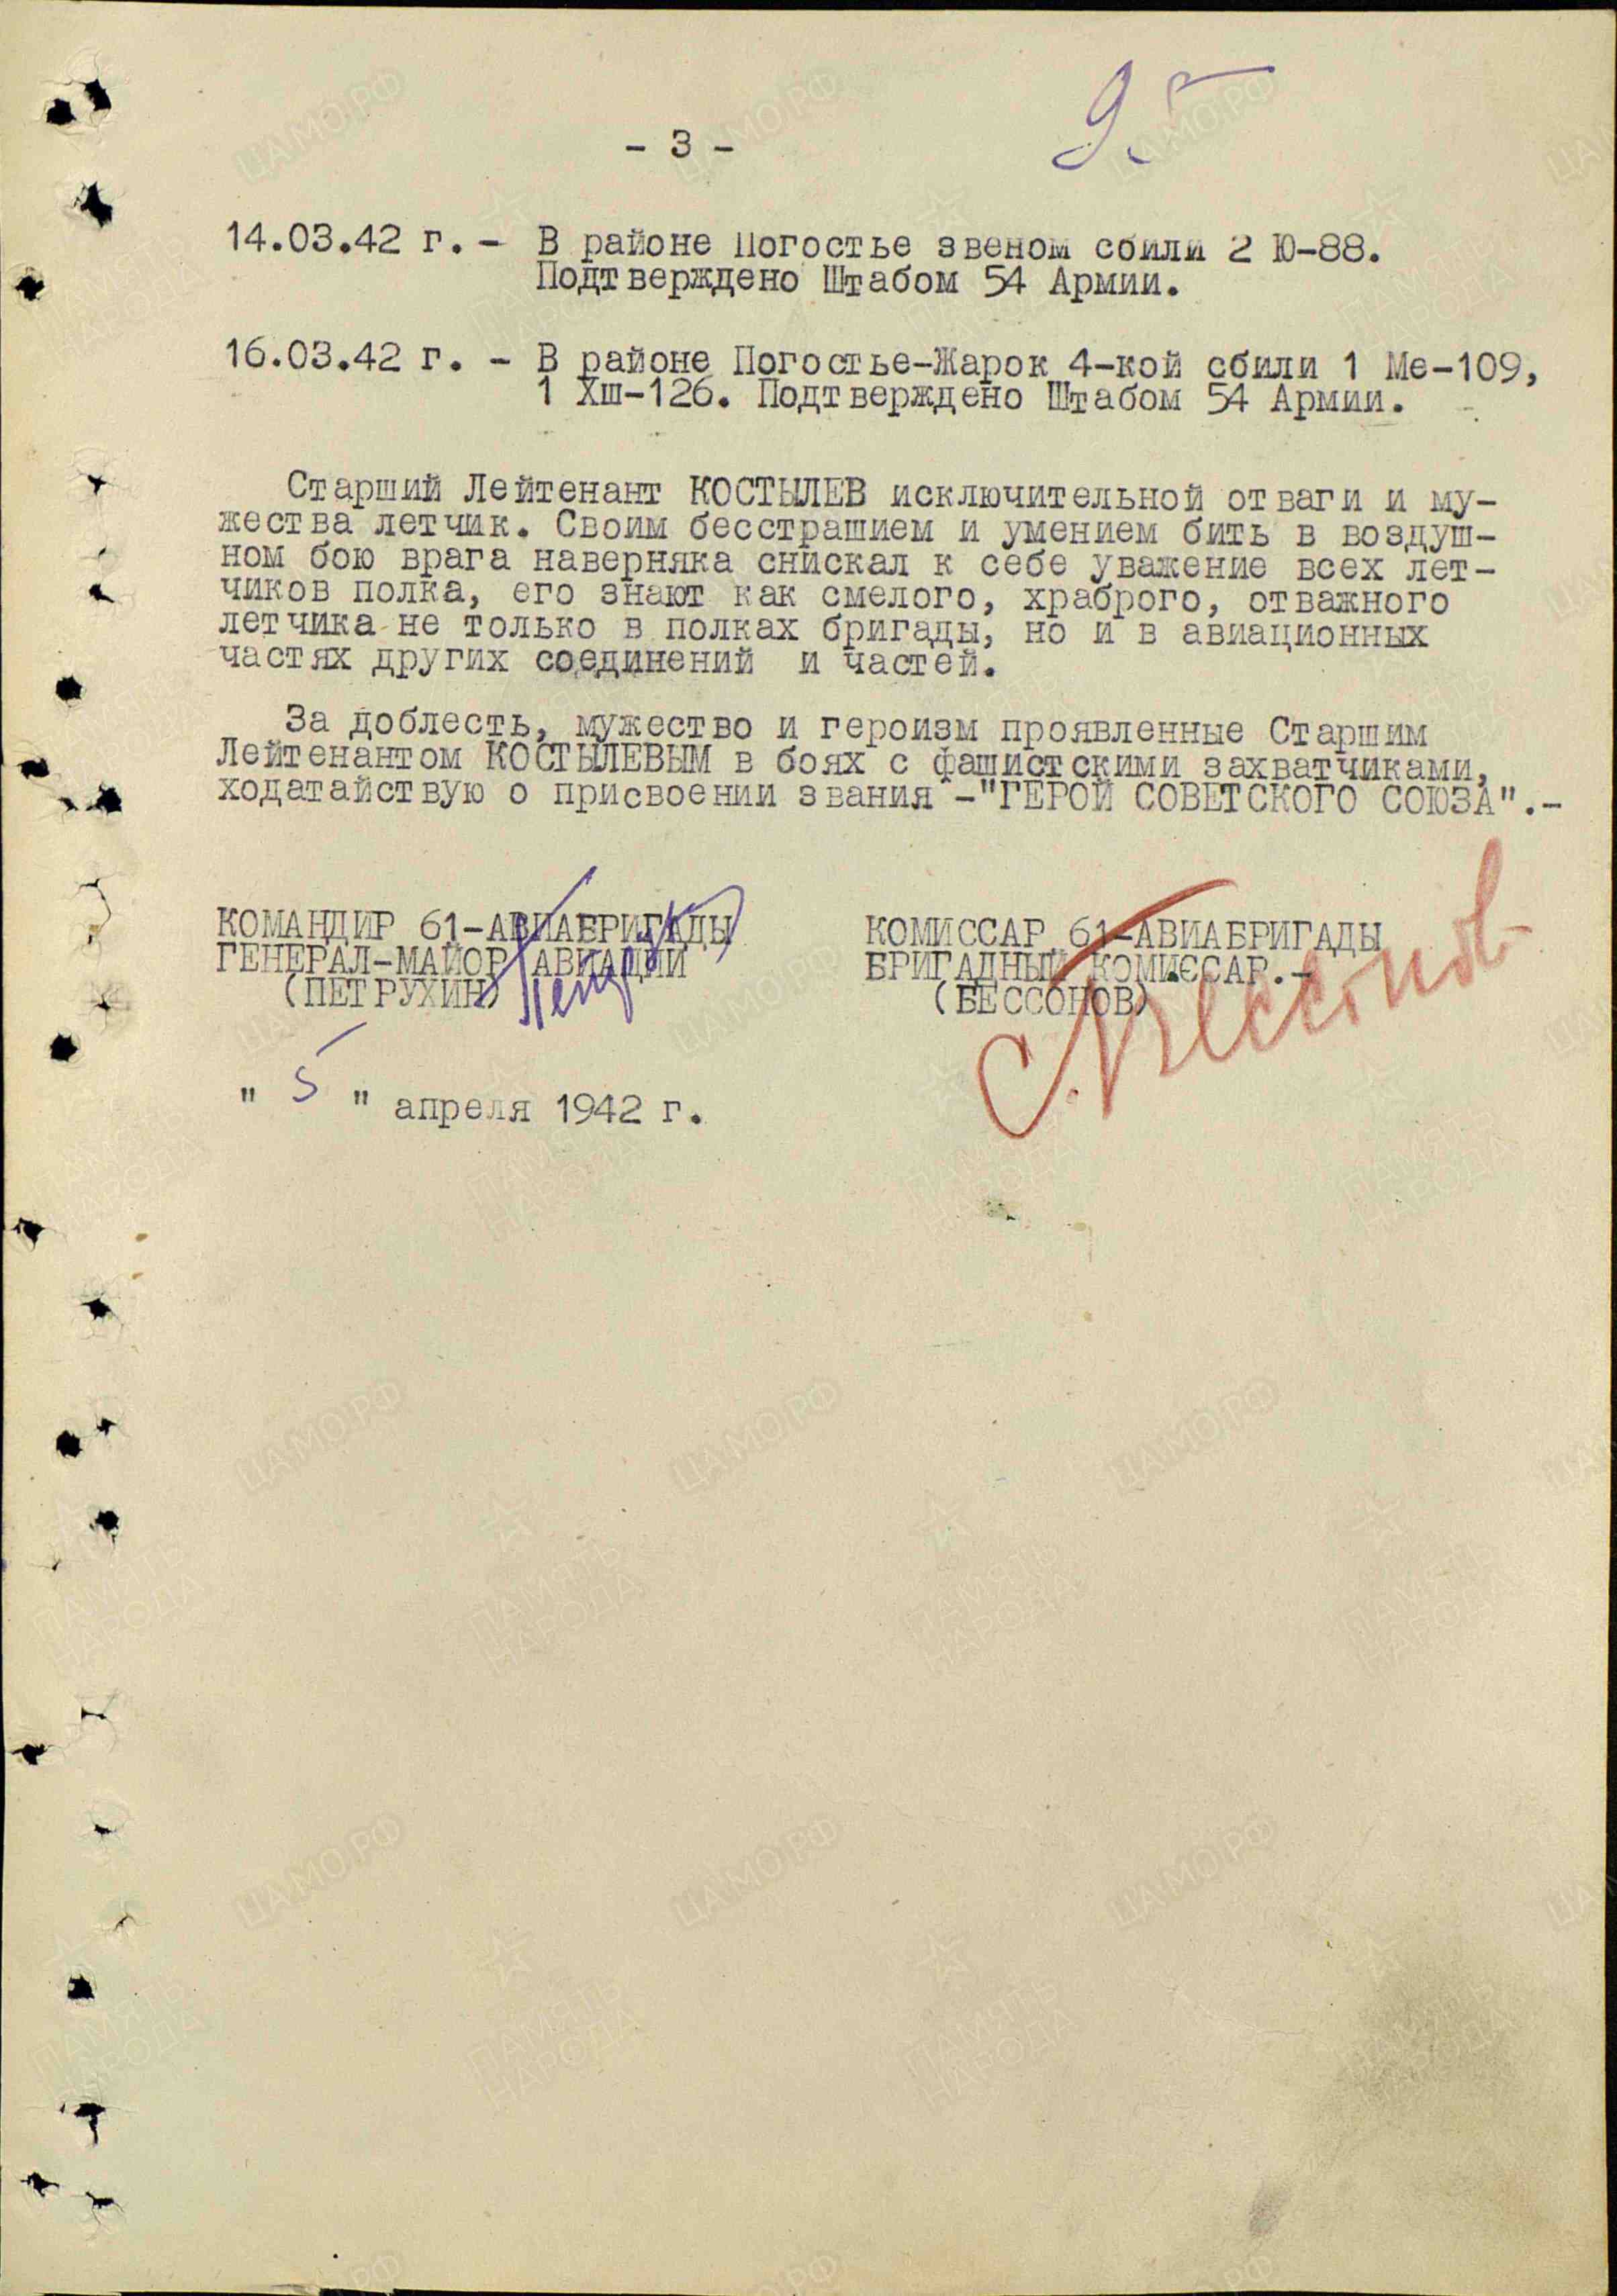 95
- 3 -
14.03.42 г. - В районе Погостье звеном сбили 2 Ю-88.
Подтверждено Штабом 54 Армии.
16.03.42 г. - В районе Погостье-Жарок 4-кой сбили 1 Ме-109,
1 Хш-126. Подтверждено Штабом 54 Армии.
Старший Лейтенант КОСТЫЛЕВ исключительной отваги и му-
жества летчик. Своим бесстрашием и умением бить в воздуш-
ном бою врага наверняка снискал к себе уважение всех лет-
чиков полка, его знают как смелого, храброго, отважного
летчика не только в полках бригады, но и в авиационных
частях других соединений и частей.
За доблесть, мужество и героизм проявленные Старшим
Лейтенантом КОСТЫЛЕВЫМ в боях с фашистскими захватчиками,
ходатайствую о присвоении звания -"ГЕРОЙ СОВЕТСКОГО СОЮЗА".-
КОМАНДИР 61-АВИАБРИГАДЫ
ГЕНЕРАЛ-МАЙОР АВИАЦИИ
(ПЕТРУХИН)
КОМИССАР 61-АВИАБРИГАДЫ
БРИГАДНЫЙ КОМИССАР.-
(БЕССОНОВ)
С. Бессонов
" 5 " апреля 1942 г.
ЦАМО.РФ
ПАМЯТЬ
НАРОДА